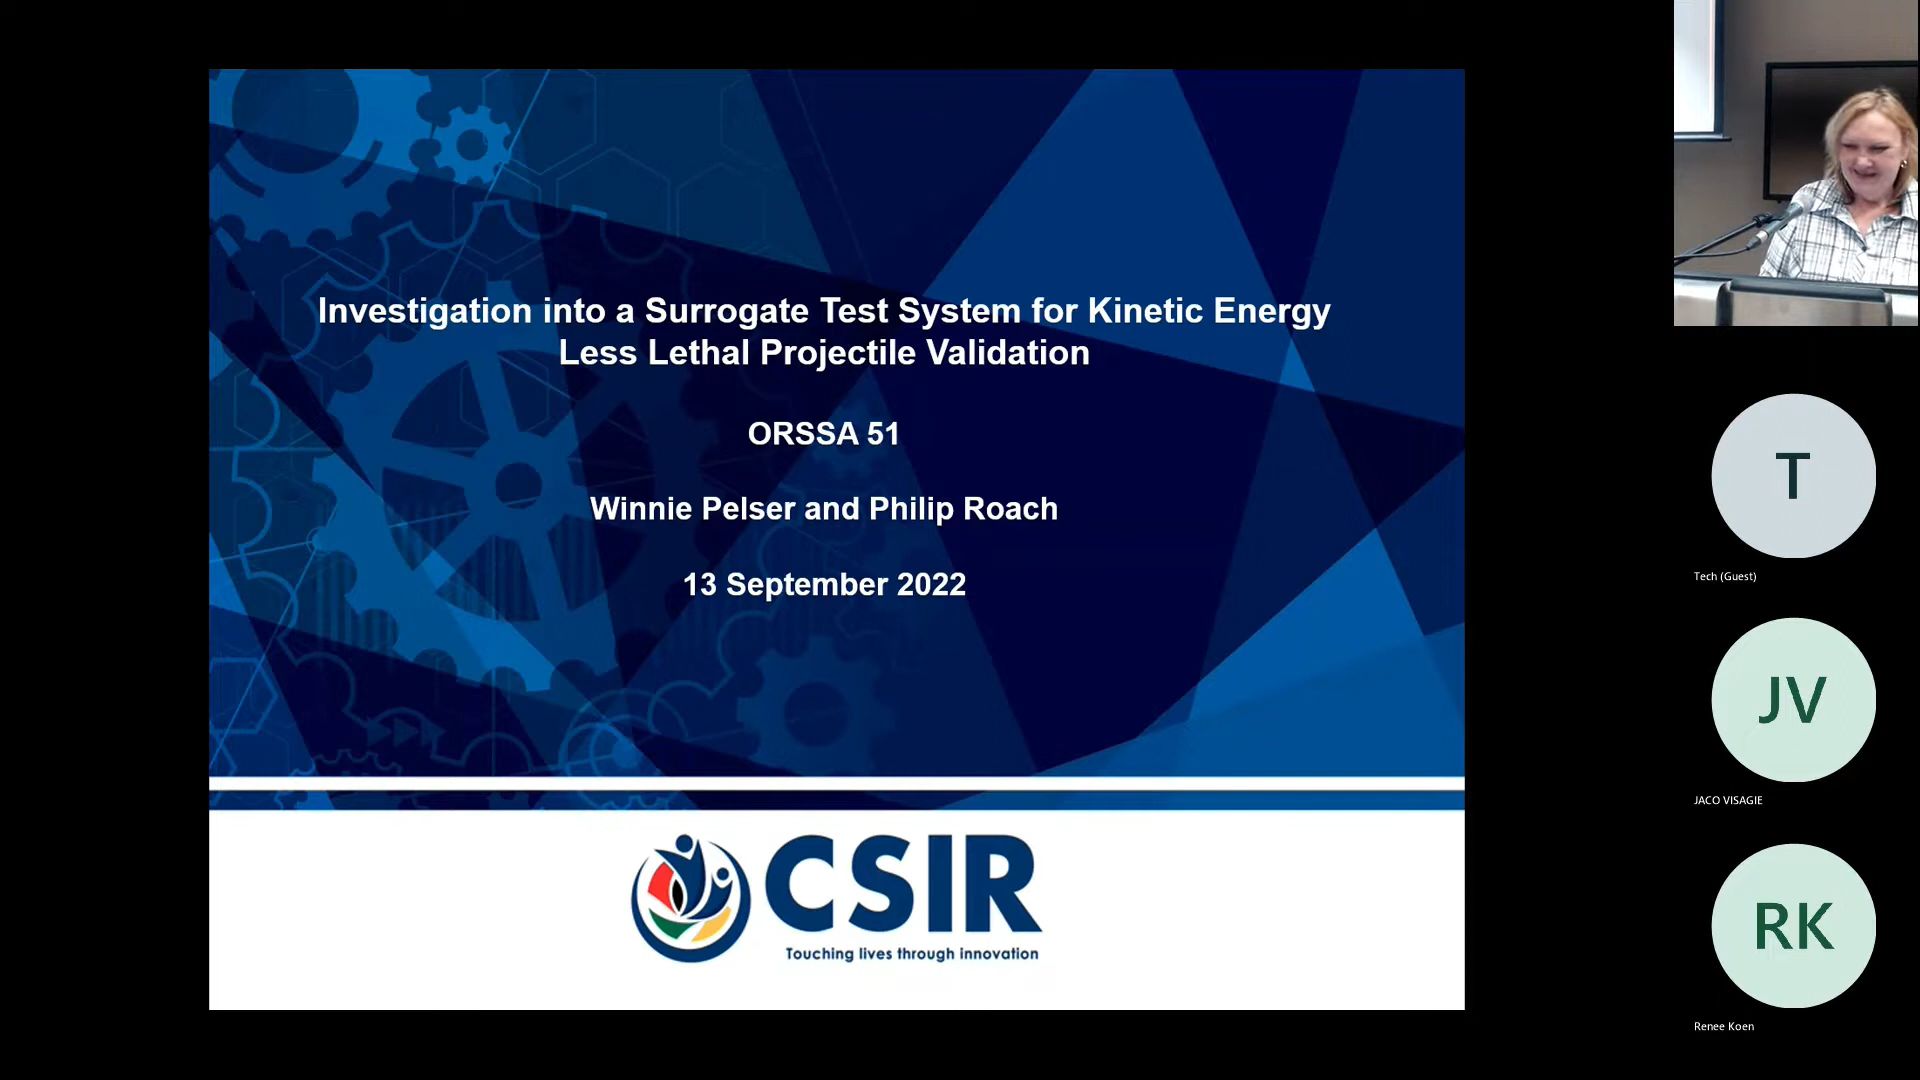 Investigation into a Surrogate Test System for Kinetic Energy
Less Lethal Projectile Validation
ORSSA 51
Winnie Pelser and Philip Roach
13 September 2022
CSIR
Touching lives through innovation
T
Tech (Guest)
JV
JACO VISAGIE
RK
Renee Koen